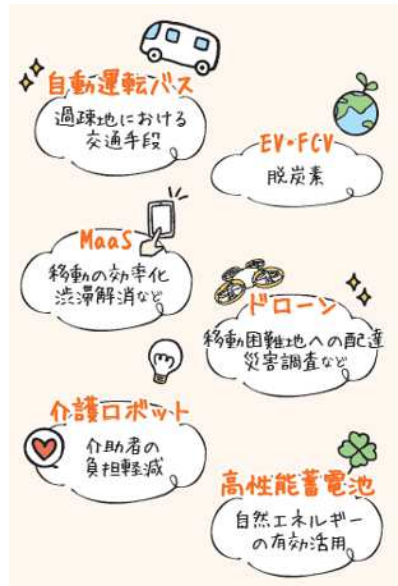 自動運転バス
過疎地における
交通手段
EV・FCV
脱炭素
MaaS
移動の効率化
渋滞解消など
ドローン
移動困難地への配達
災害調査など
介護ロボット
介助者の
負担軽減
高性能蓄電池
自然エネルギー
の有効活用